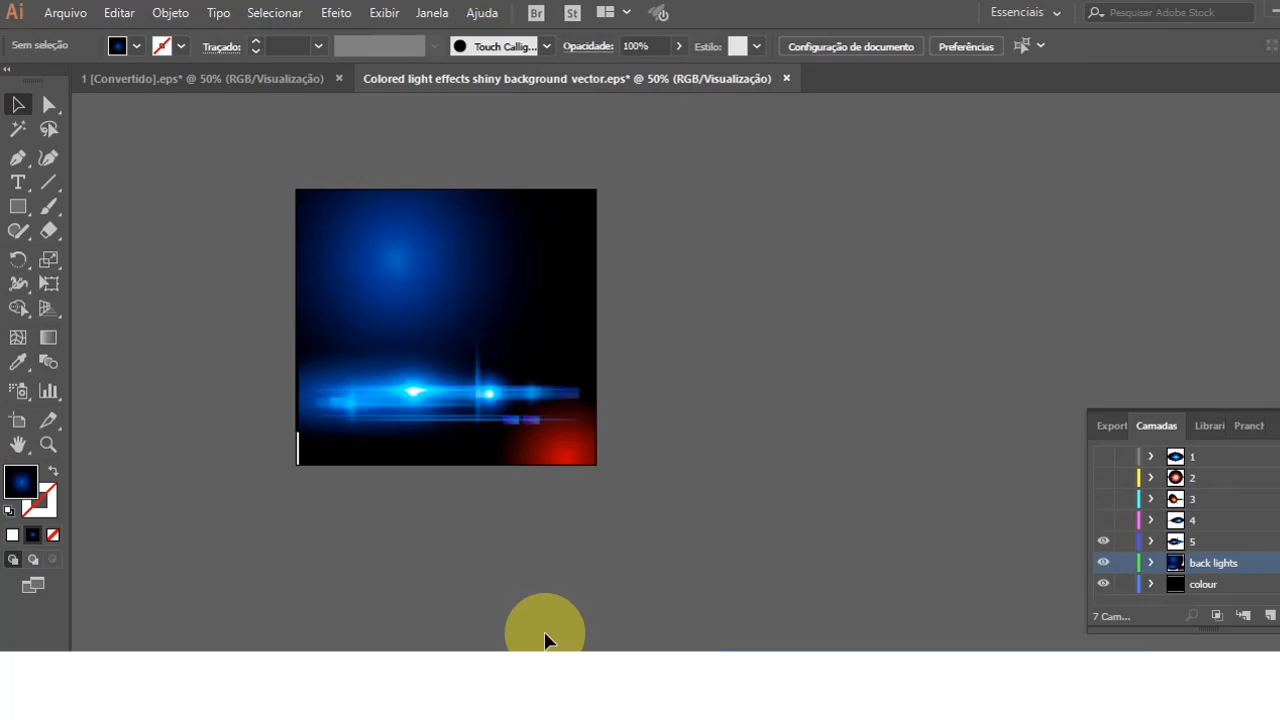 Ai Arquivo Editar Objeto Tipo Selecionar Efeito Exibir Janela Ajuda Br St Essenciais Pesquisar Adobe Stock
Sem seleção Traçado: Touch Callig... Opacidade: 100% Estilo: Configuração de documento Preferências
1 [Convertido].eps* @ 50% (RGB/Visualização) Colored light effects shiny background vector.eps* @ 50% (RGB/Visualização)
Export Camadas Librari Pranch
1
2
3
4
5
back lights
colour
7 Cam...